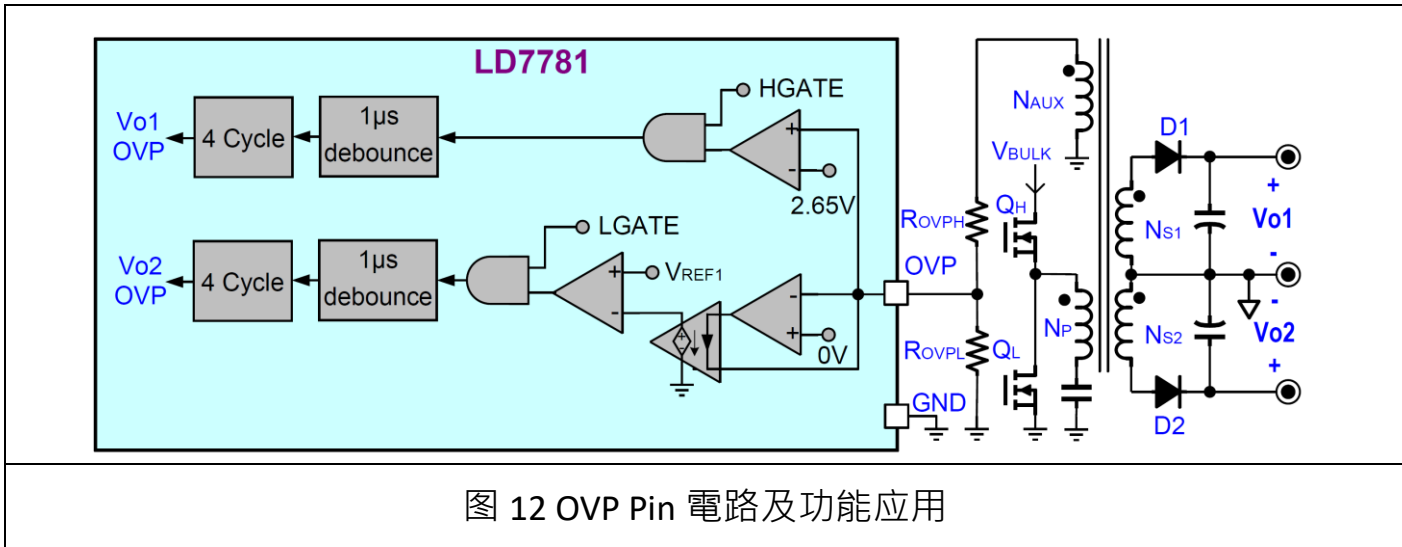 LD7781
HGATE
NAUX
Vo1
OVP
4 Cycle
1µs
debounce
+
-
2.65V
VBULK
D1
+
Vo1
-
ROVPH
QH
NS1
LGATE
OVP
Vo2
OVP
4 Cycle
1µs
debounce
+
VREF1
-
-
+
0V
+
-
ROVPL
QL
NP
NS2
-
Vo2
+
GND
D2
图 12 OVP Pin 電路及功能应用